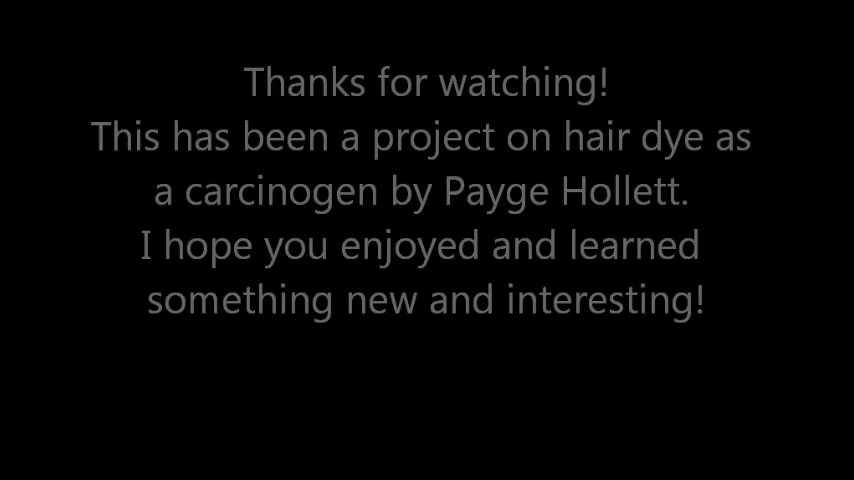 Thanks for watching!
This has been a project on hair dye as
a carcinogen by Payge Hollett.
I hope you enjoyed and learned
something new and interesting!